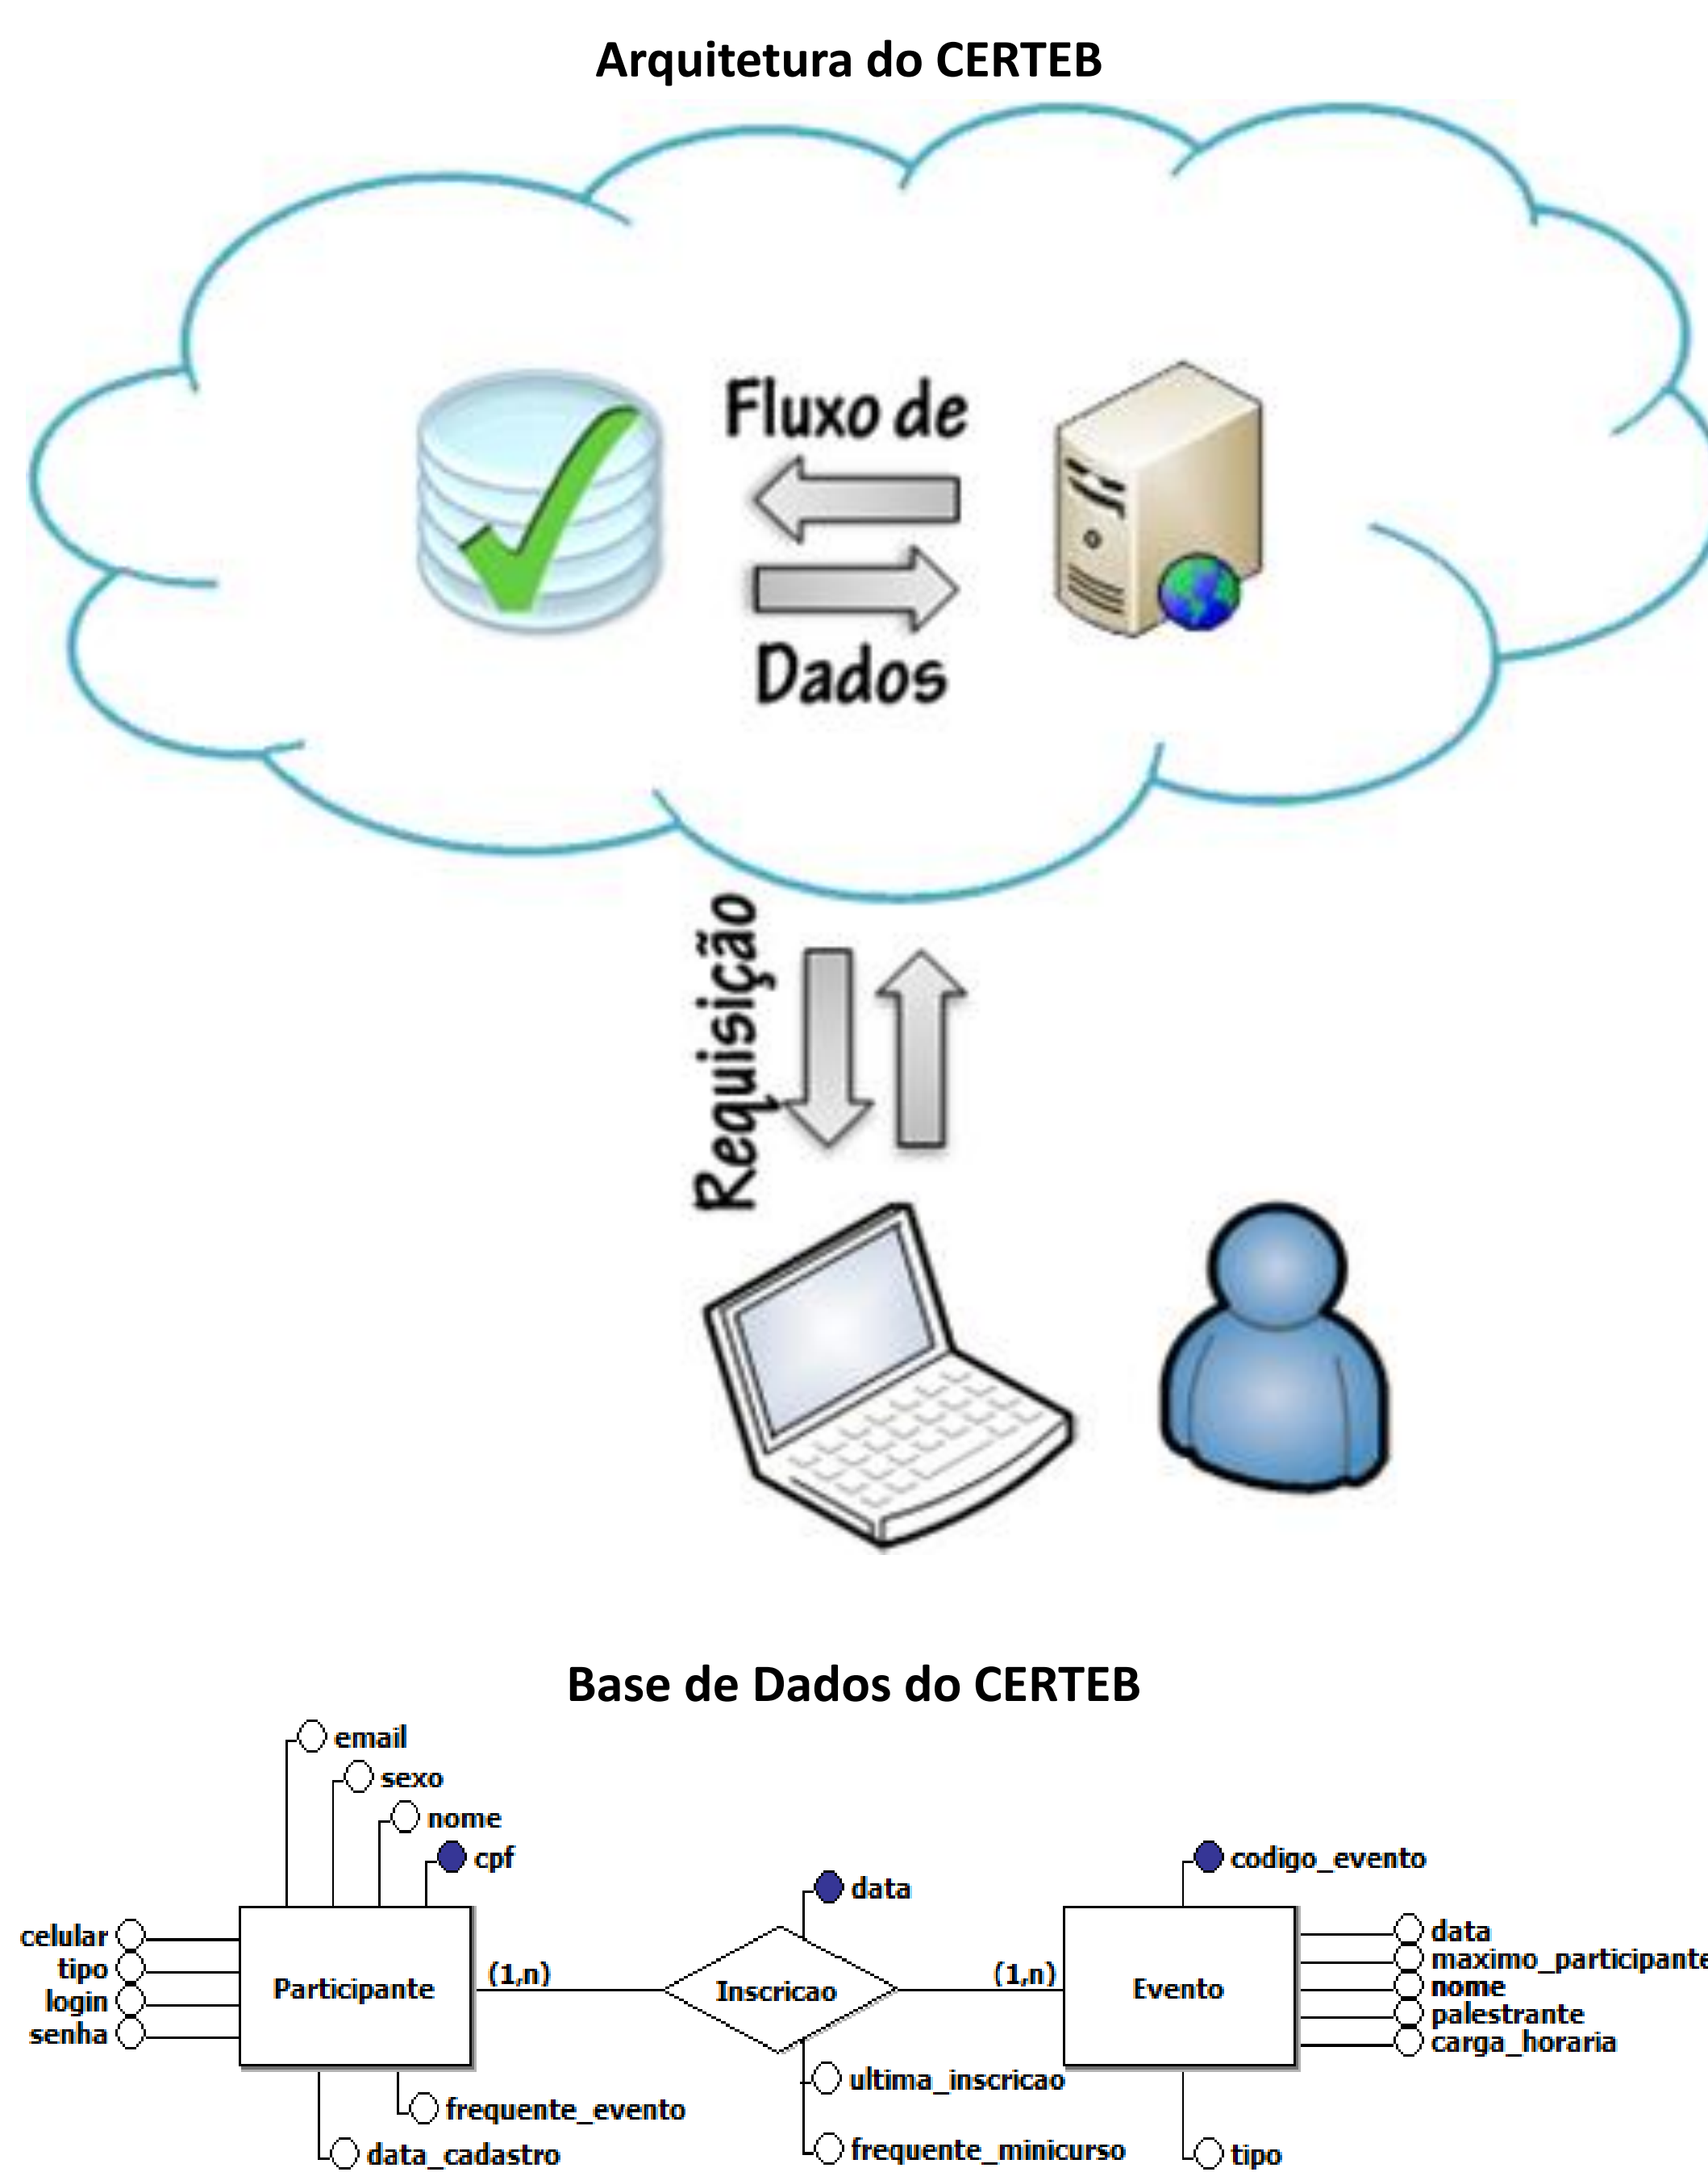 Arquitetura do CERTEB
Fluxo de
Dados
Requisição
Base de Dados do CERTEB
email
sexo
nome
cpf
celular
tipo
login
senha
Participante
frequente_evento
data_cadastro
(1,n)
data
Inscricao
ultima_inscricao
frequente_minicurso
(1,n)
codigo_evento
Evento
data
maximo_participante
nome
palestrante
carga_horaria
tipo